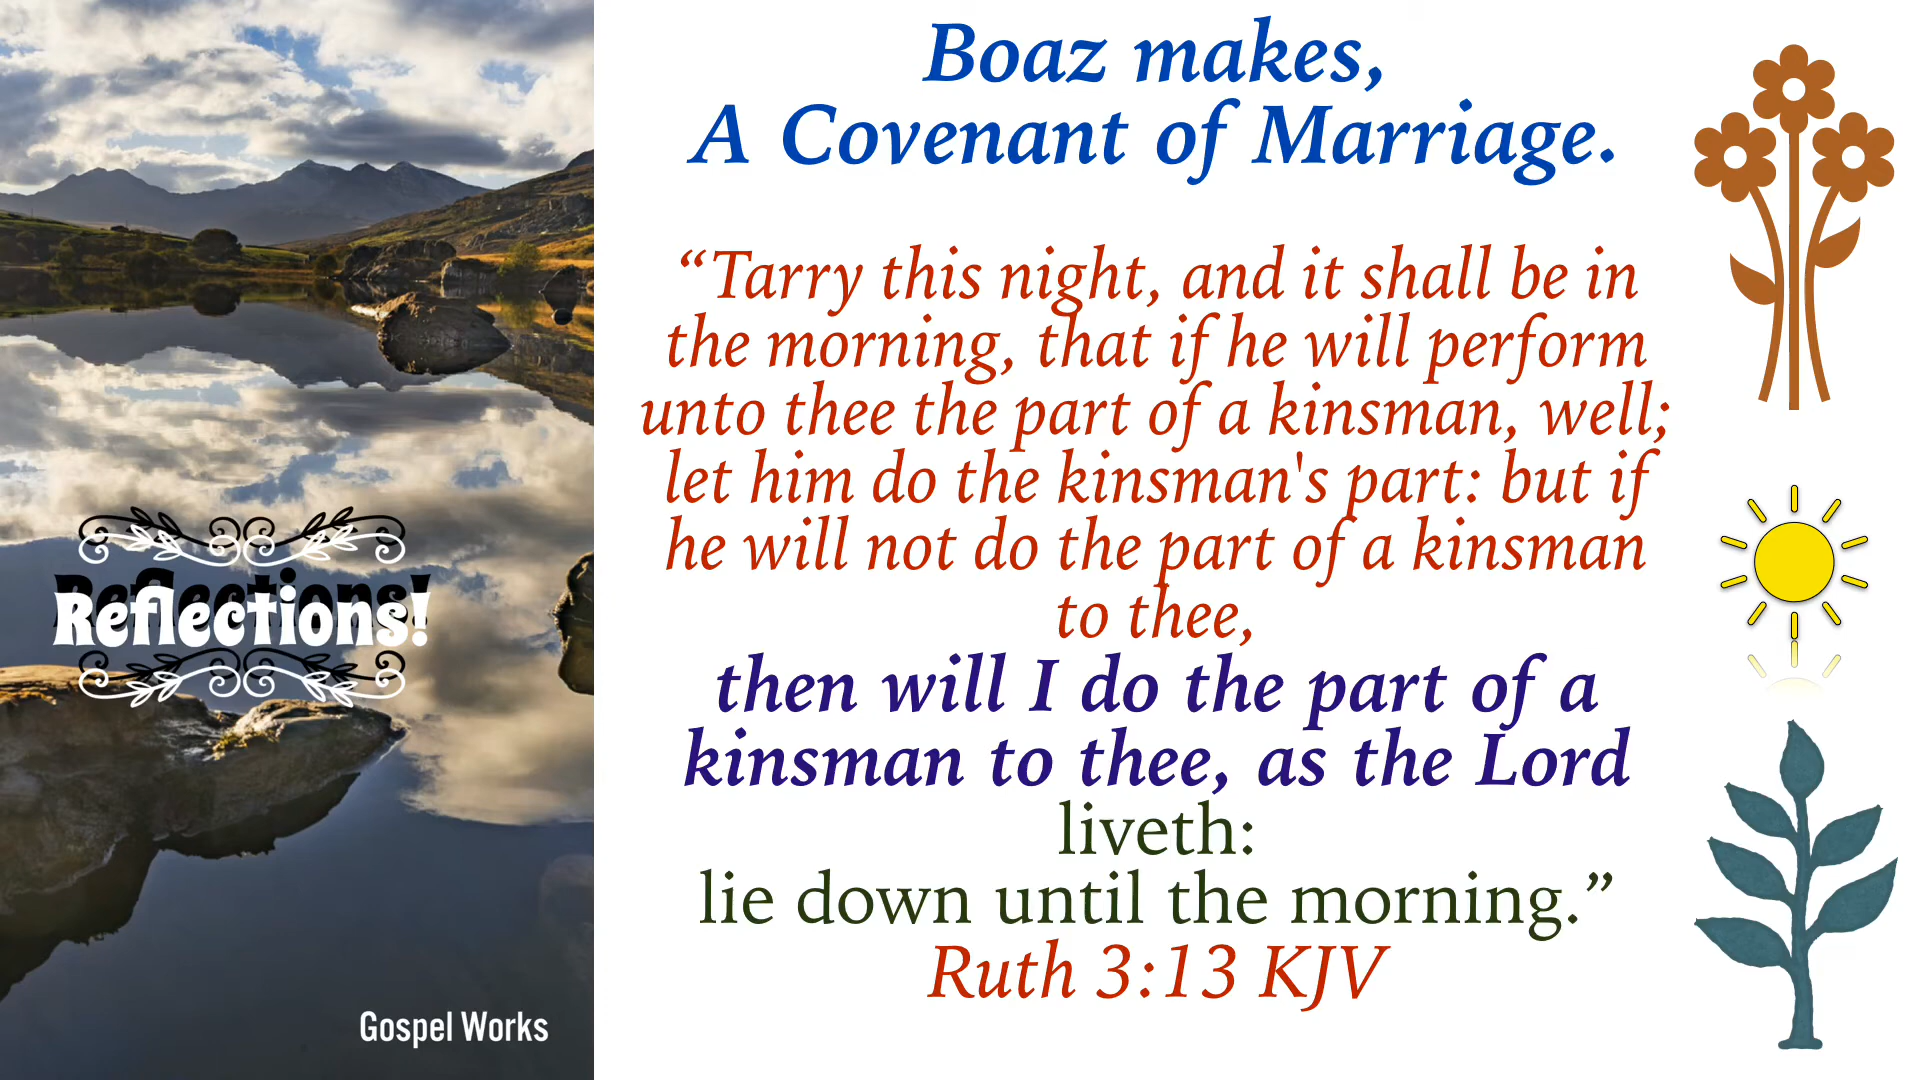 Reflections!
Gospel Works
Boaz makes,
A Covenant of Marriage.
“Tarry this night, and it shall be in
the morning, that if he will perform
unto thee the part of a kinsman, well;
let him do the kinsman's part: but if
he will not do the part of a kinsman
to thee,
then will I do the part of a
kinsman to thee, as the Lord
liveth:
lie down until the morning.”
Ruth 3:13 KJV